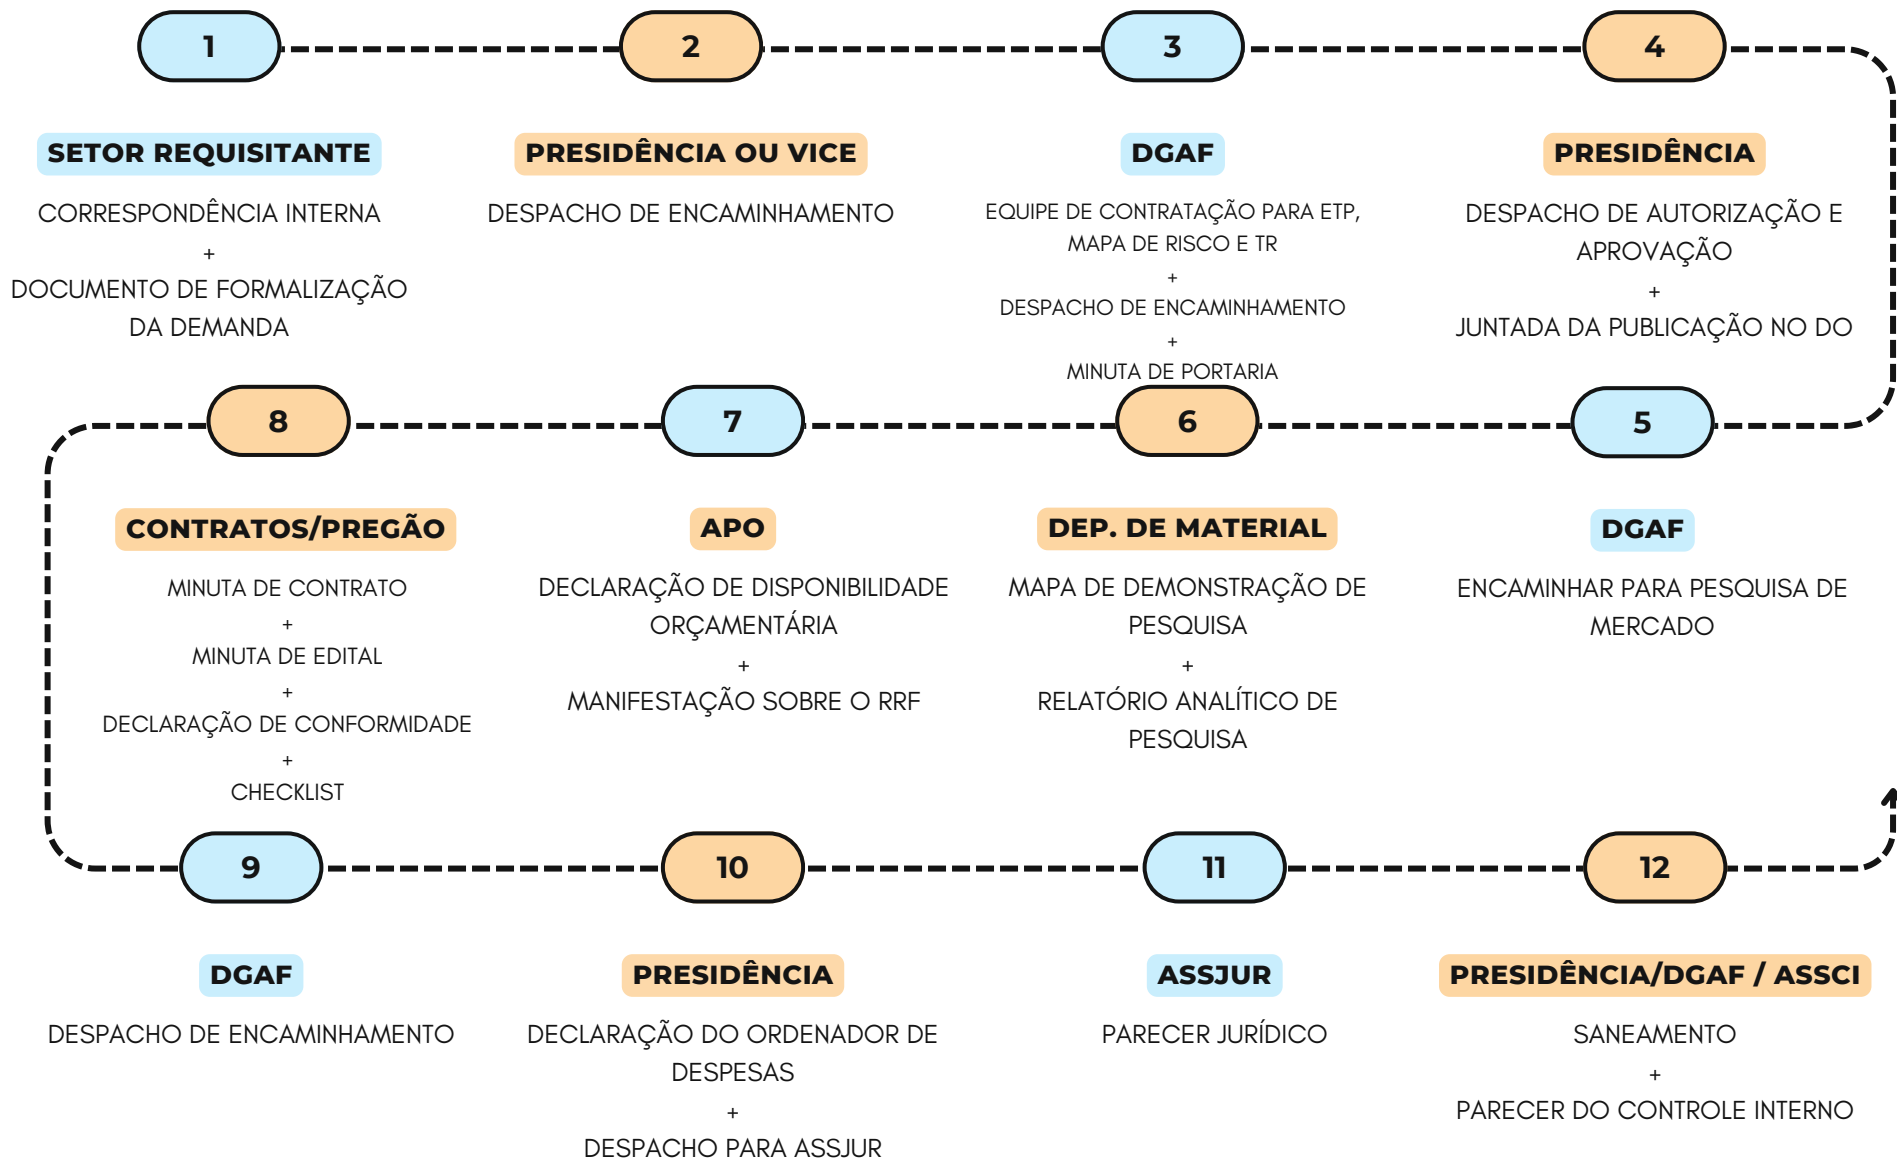 1
SETOR REQUISITANTE
CORRESPONDÊNCIA INTERNA
+
DOCUMENTO DE FORMALIZAÇÃO
DA DEMANDA
2
PRESIDÊNCIA OU VICE
DESPACHO DE ENCAMINHAMENTO
3
DGAF
EQUIPE DE CONTRATAÇÃO PARA ETP,
MAPA DE RISCO E TR
+
DESPACHO DE ENCAMINHAMENTO
+
MINUTA DE PORTARIA
4
PRESIDÊNCIA
DESPACHO DE AUTORIZAÇÃO E
APROVAÇÃO
+
JUNTADA DA PUBLICAÇÃO NO DO
5
DGAF
ENCAMINHAR PARA PESQUISA DE
MERCADO
6
DEP. DE MATERIAL
MAPA DE DEMONSTRAÇÃO DE
PESQUISA
+
RELATÓRIO ANALÍTICO DE
PESQUISA
7
APO
DECLARAÇÃO DE DISPONIBILIDADE
ORÇAMENTÁRIA
+
MANIFESTAÇÃO SOBRE O RRF
8
CONTRATOS/PREGÃO
MINUTA DE CONTRATO
+
MINUTA DE EDITAL
+
DECLARAÇÃO DE CONFORMIDADE
+
CHECKLIST
9
DGAF
DESPACHO DE ENCAMINHAMENTO
10
PRESIDÊNCIA
DECLARAÇÃO DO ORDENADOR DE
DESPESAS
+
DESPACHO PARA ASSJUR
11
ASSJUR
PARECER JURÍDICO
12
PRESIDÊNCIA/DGAF / ASSCI
SANEAMENTO
+
PARECER DO CONTROLE INTERNO